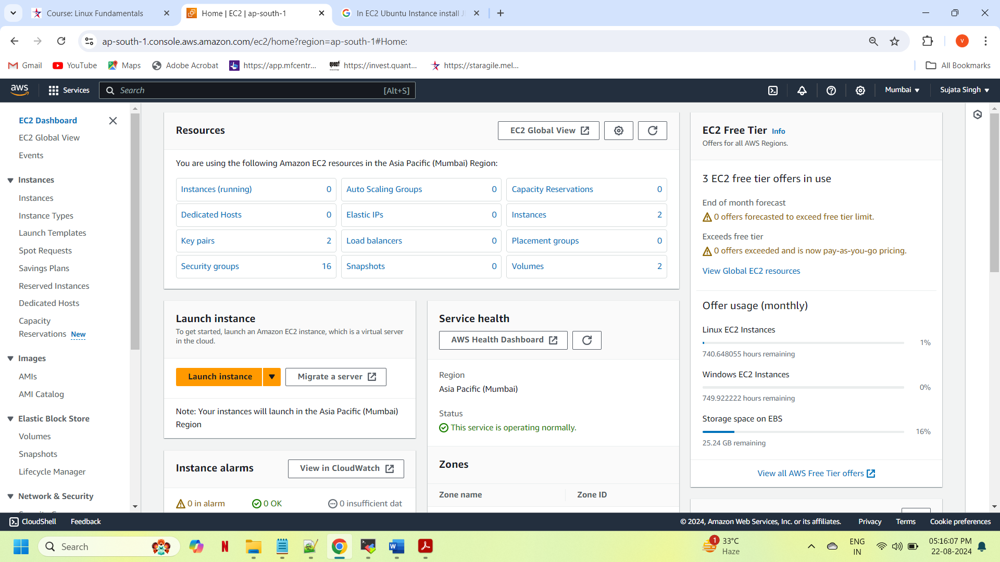 Course: Linux Fundamentals
Home | EC2 | ap-south-1
In EC2 Ubuntu Instance install
ap-south-1.console.aws.amazon.com/ec2/home?region=ap-south-1#Home:
V
Gmail
YouTube
Maps
Adobe Acrobat
https://app.mfcentr...
quant
https://invest.quant...
https://staragile.mel...
All Bookmarks
aws
Services
Search
[Alt+S]
Mumbai
Sujata Singh
EC2 Dashboard
EC2 Global View
Events
Instances
Instances
Instance Types
Launch Templates
Spot Requests
Savings Plans
Reserved Instances
Dedicated Hosts
Capacity
Reservations New
Images
AMIs
AMI Catalog
Elastic Block Store
Volumes
Snapshots
Lifecycle Manager
Network & Security
Resources
EC2 Global View
You are using the following Amazon EC2 resources in the Asia Pacific (Mumbai) Region:
Instances (running) 0
Auto Scaling Groups 0
Capacity Reservations 0
Dedicated Hosts 0
Elastic IPs 0
Instances 2
Key pairs 2
Load balancers 0
Placement groups 0
Security groups 16
Snapshots 0
Volumes 2
Launch instance
To get started, launch an Amazon EC2 instance, which is a virtual server
in the cloud.
Launch instance
Migrate a server
Note: Your instances will launch in the Asia Pacific (Mumbai)
Region
Instance alarms
View in CloudWatch
0 in alarm
0 OK
0 insufficient dat
Service health
AWS Health Dashboard
Region
Asia Pacific (Mumbai)
Status
This service is operating normally.
Zones
Zone name
Zone ID
EC2 Free Tier Info
Offers for all AWS Regions.
3 EC2 free tier offers in use
End of month forecast
0 offers forecasted to exceed free tier limit.
Exceeds free tier
0 offers exceeded and is now pay-as-you-go pricing.
View Global EC2 resources
Offer usage (monthly)
Linux EC2 Instances
1%
740.648055 hours remaining
Windows EC2 Instances
0%
749.922222 hours remaining
Storage space on EBS
16%
25.24 GB remaining
View all AWS Free Tier offers
CloudShell
Feedback
© 2024, Amazon Web Services, Inc. or its affiliates.
Privacy
Terms
Cookie preferences
Search
1
33°C
Haze
ENG
IN
05:16:07 PM
22-08-2024